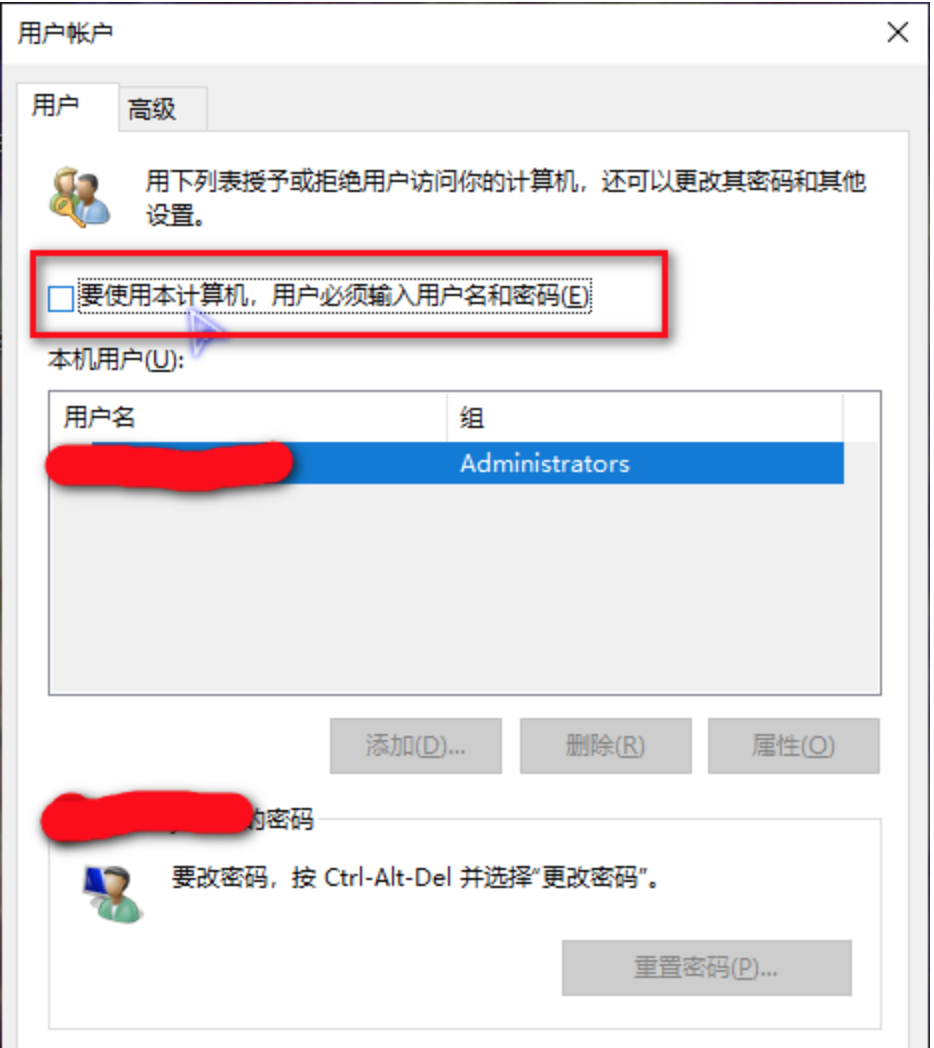 用户帐户
用户
高级
用下列表授予或拒绝用户访问你的计算机，还可以更改其密码和其他
设置。
要使用本计算机，用户必须输入用户名和密码(E)
本机用户(U):
用户名 组
Administrators
添加(D)... 删除(R) 属性(O)
的密码
要改密码，按 Ctrl-Alt-Del 并选择“更改密码”。
重置密码(P)...